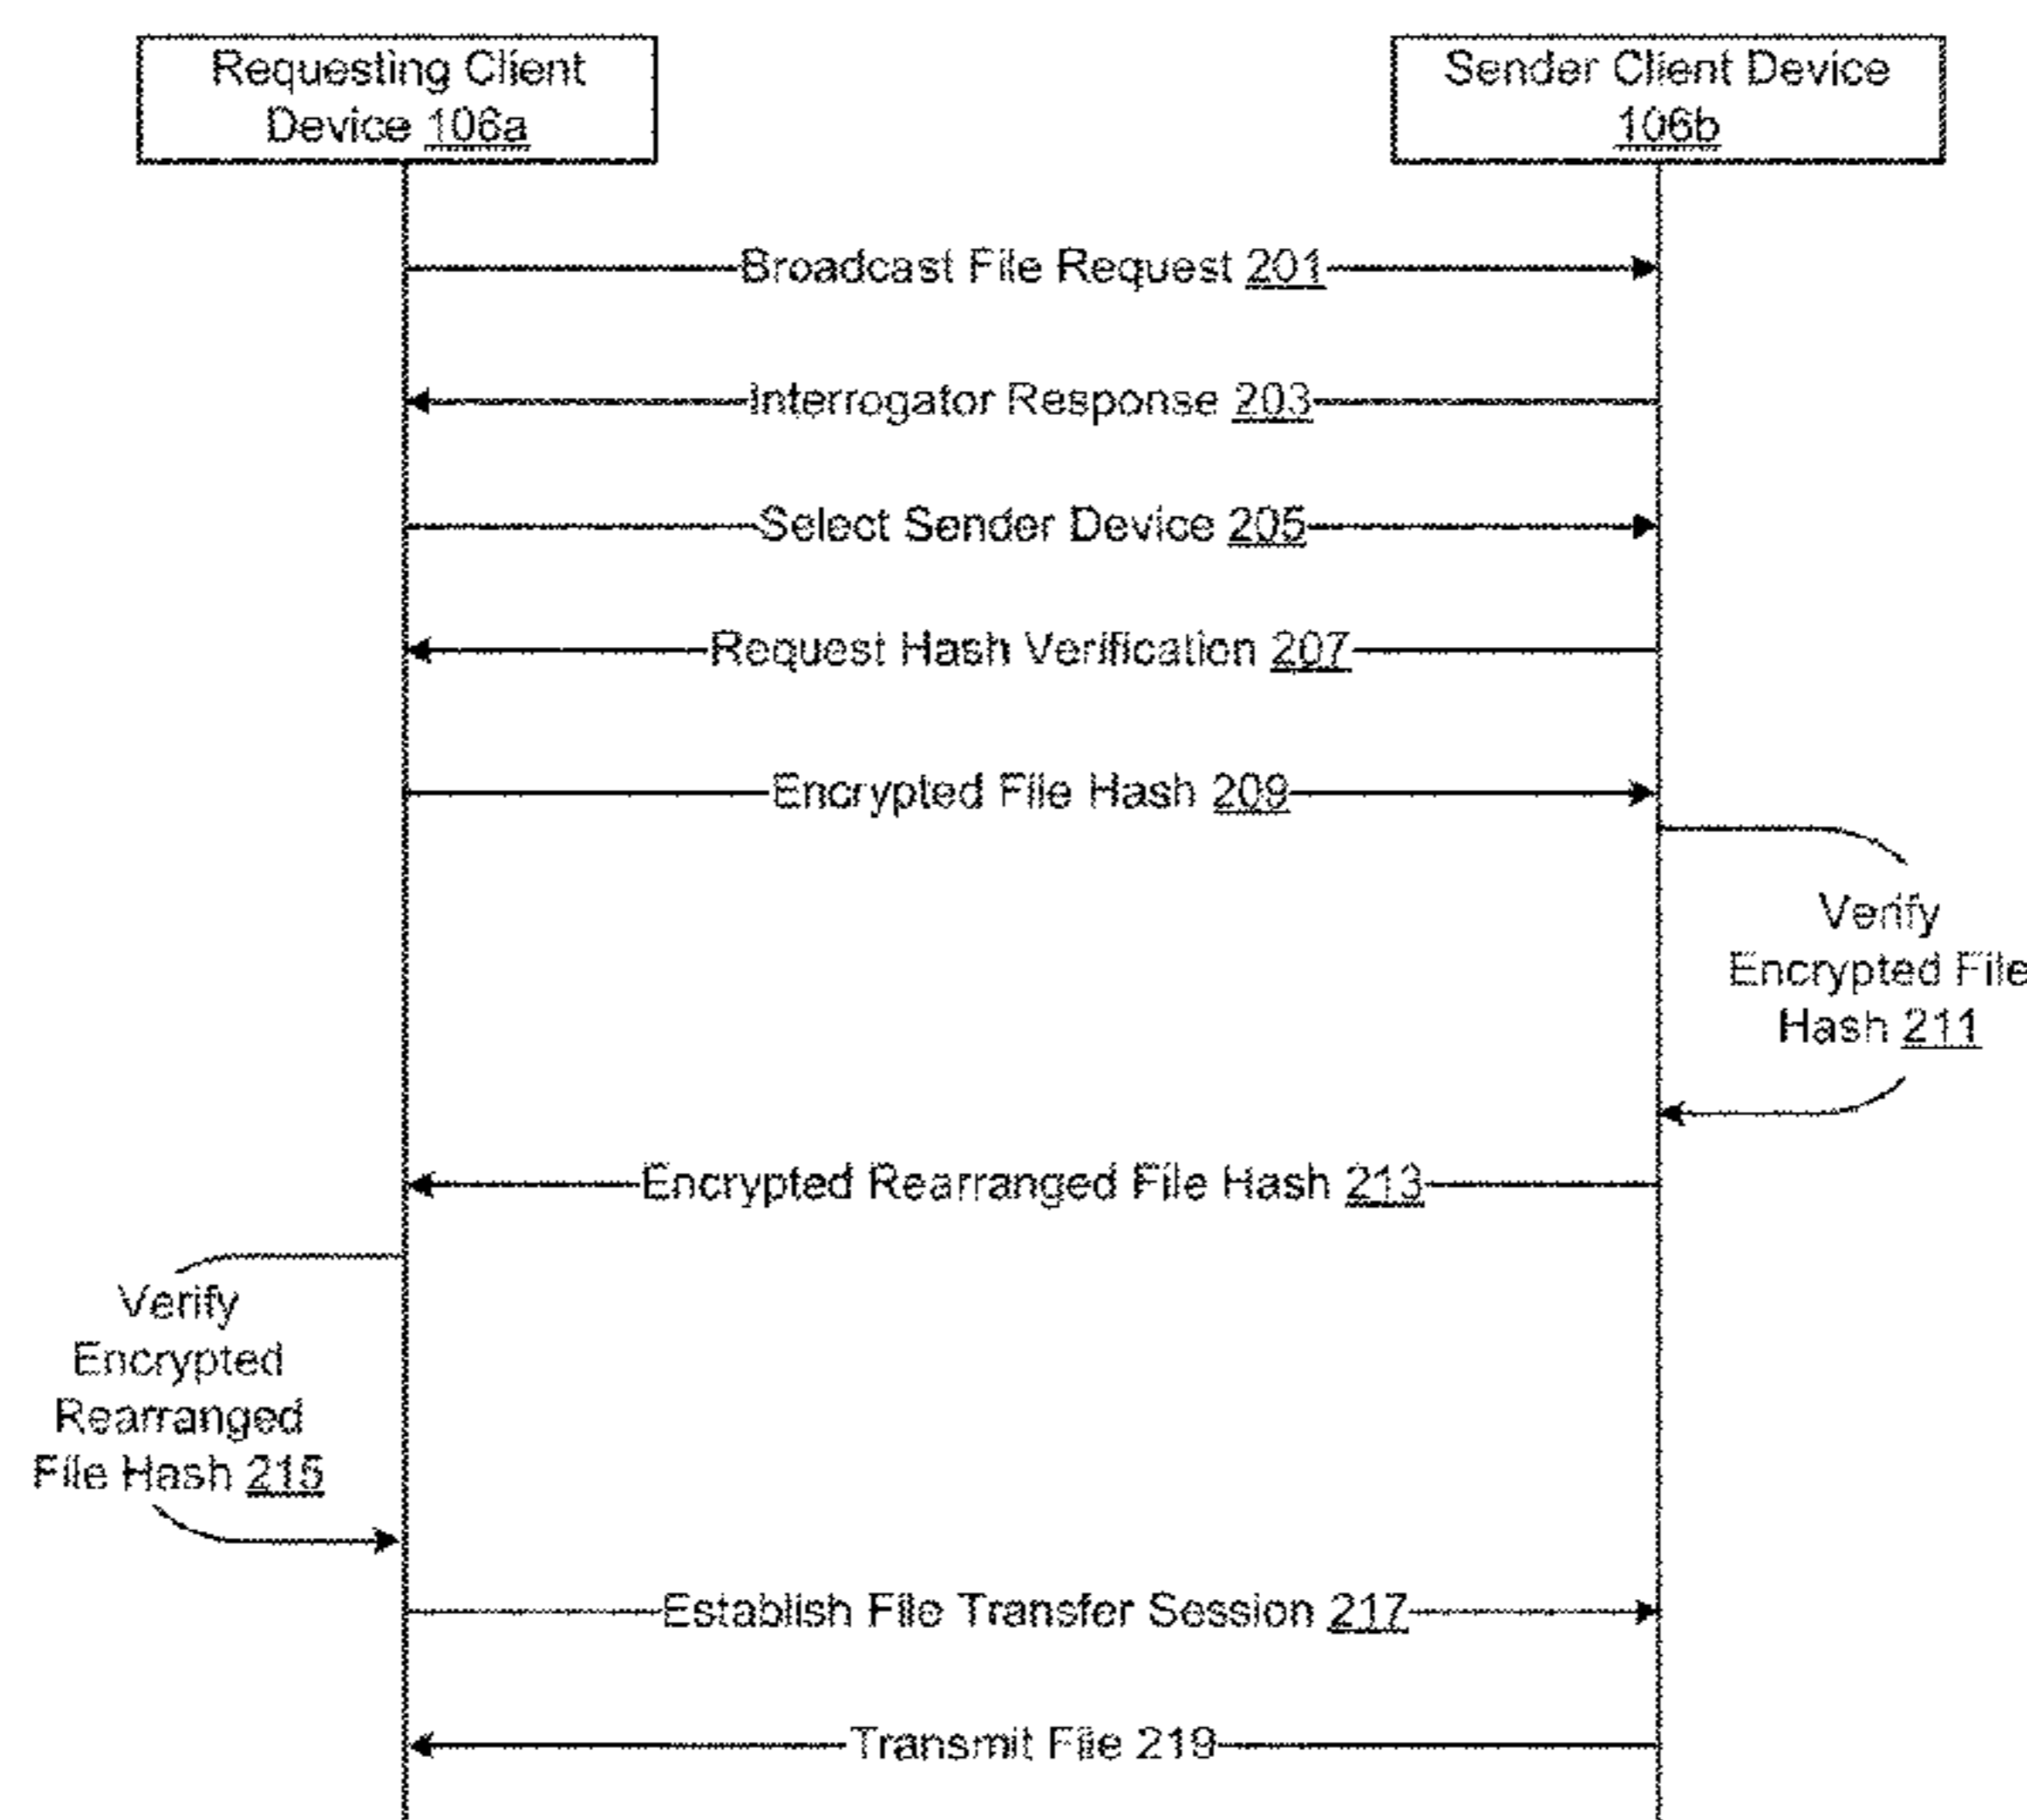 Requesting Client
Device 106a
Sender Client Device
106b
Broadcast File Request 201
Interrogator Response 203
Select Sender Device 205
Request Hash Verification 207
Encrypted File Hash 209
Verify
Encrypted File
Hash 211
Encrypted Rearranged File Hash 213
Verify
Encrypted
Rearranged
File Hash 215
Establish File Transfer Session 217
Transmit File 219